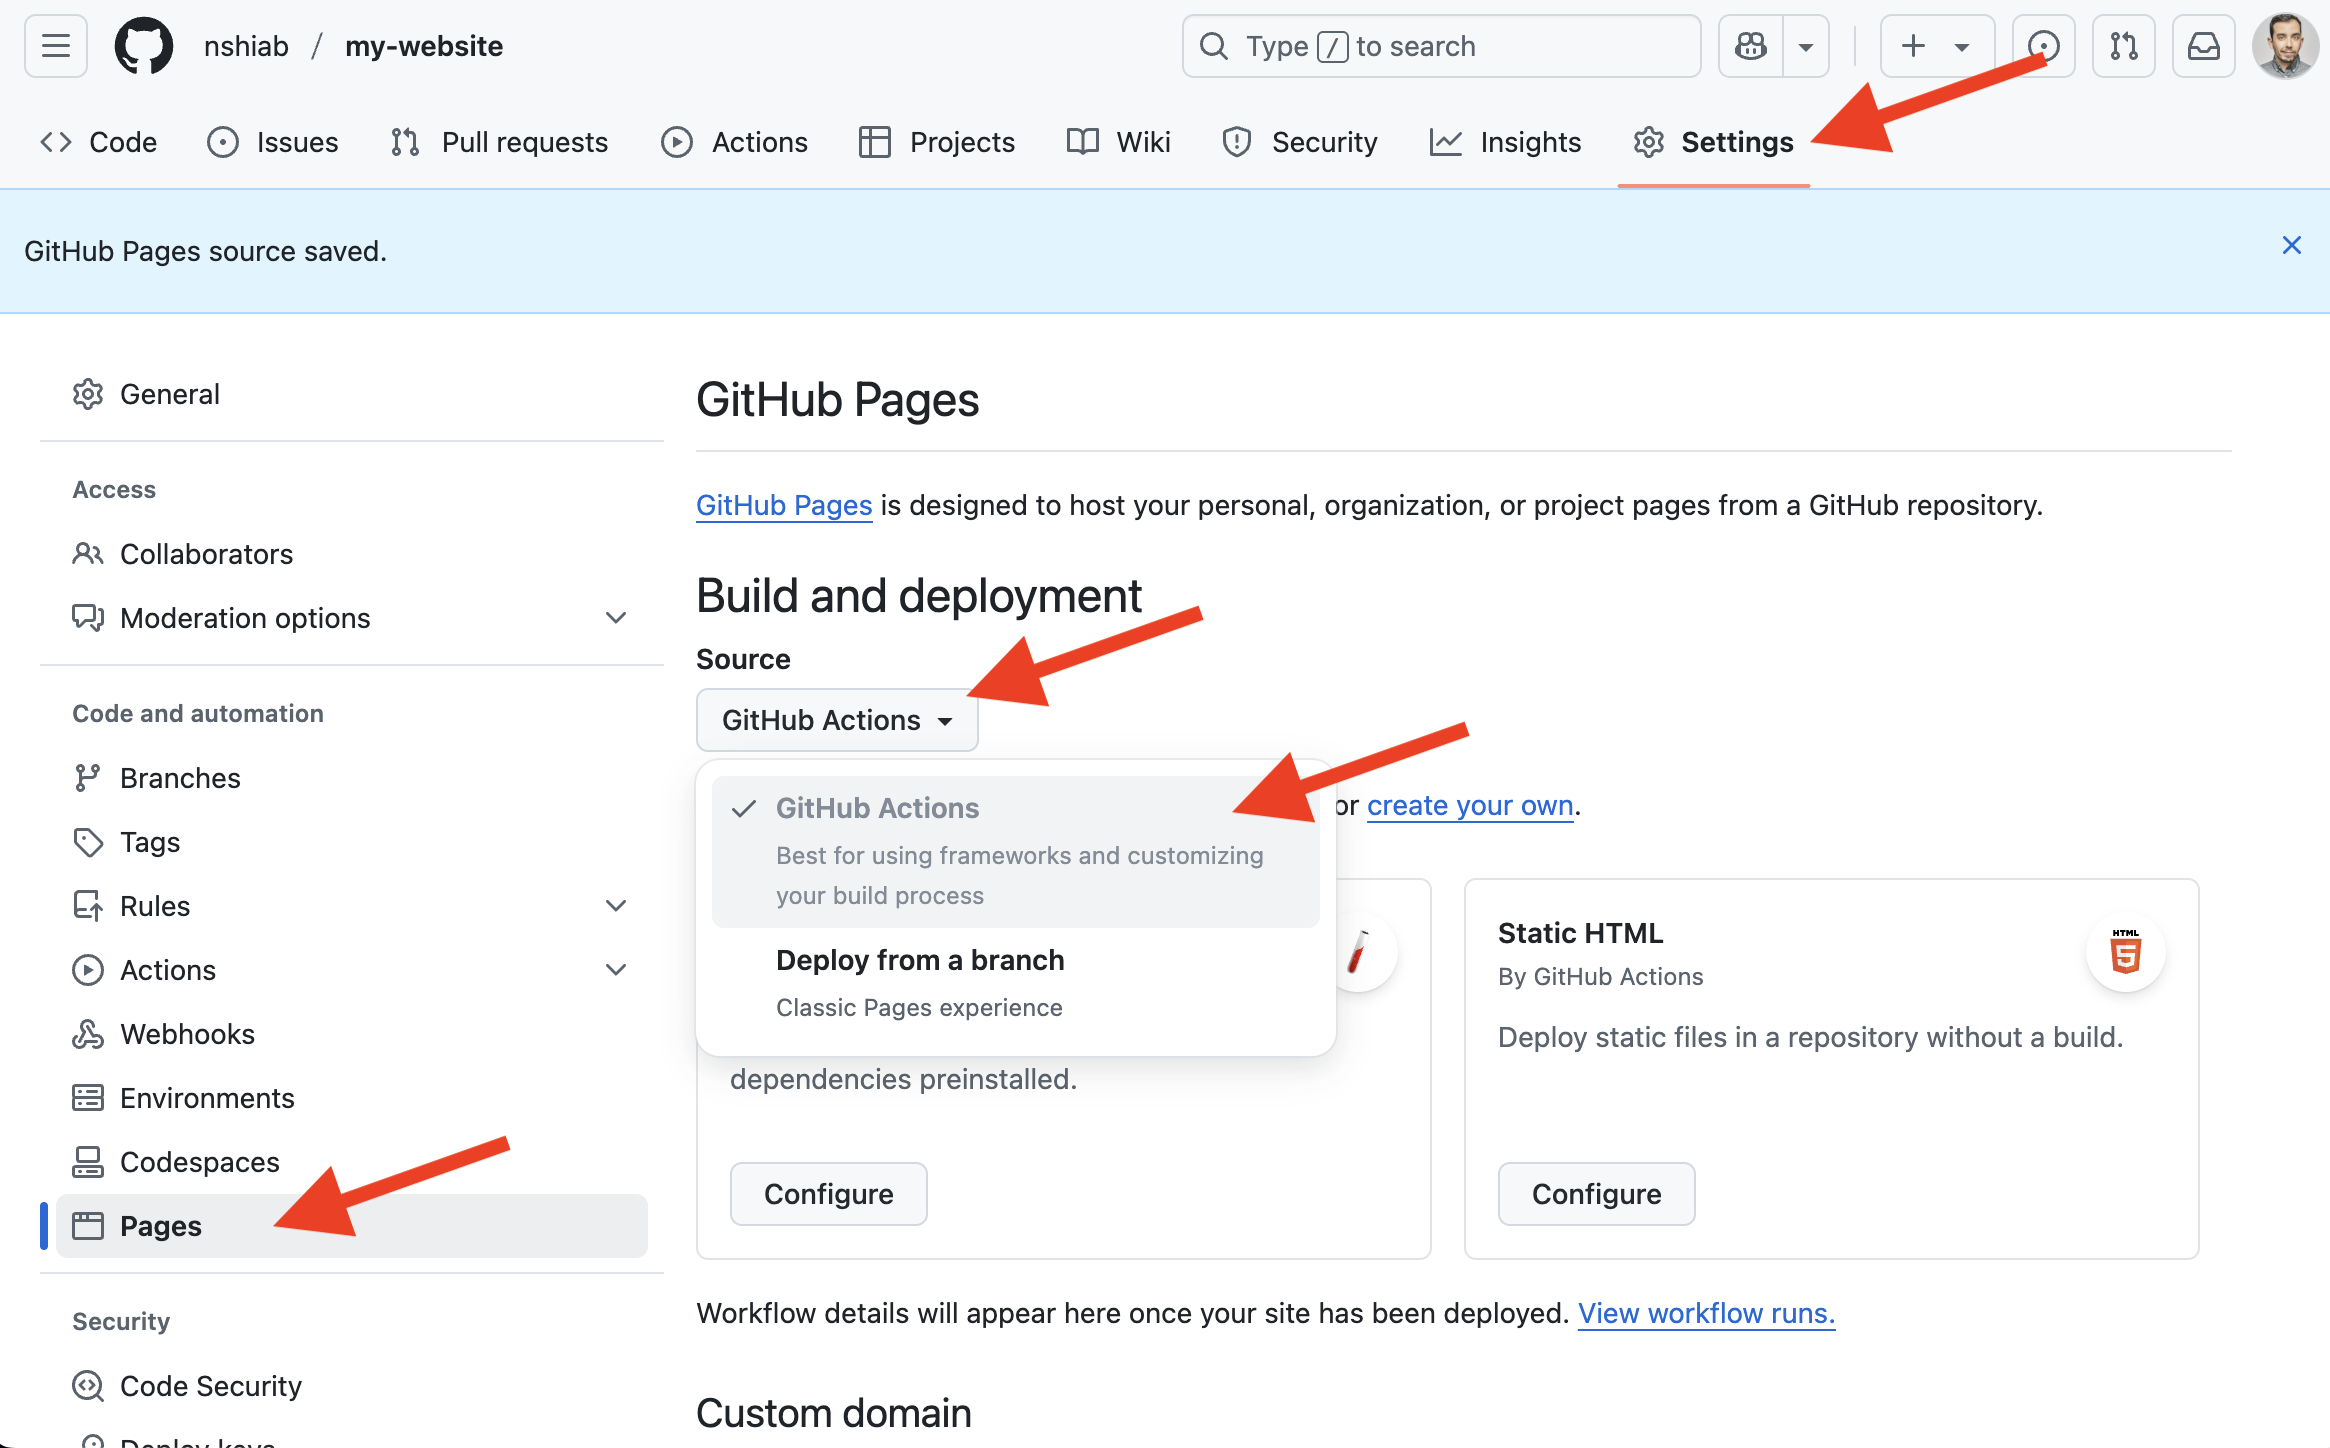 nshiab / my-website
Type / to search
Code
Issues
Pull requests
Actions
Projects
Wiki
Security
Insights
Settings
GitHub Pages source saved.
General
Access
Collaborators
Moderation options
Code and automation
Branches
Tags
Rules
Actions
Webhooks
Environments
Codespaces
Pages
Security
Code Security
Deploy keys
GitHub Pages
GitHub Pages is designed to host your personal, organization, or project pages from a GitHub repository.
Build and deployment
Source
GitHub Actions
GitHub Actions
Best for using frameworks and customizing
your build process
Deploy from a branch
Classic Pages experience
or create your own.
dependencies preinstalled.
Configure
Static HTML
By GitHub Actions
HTML
5
Deploy static files in a repository without a build.
Configure
Workflow details will appear here once your site has been deployed. View workflow runs.
Custom domain